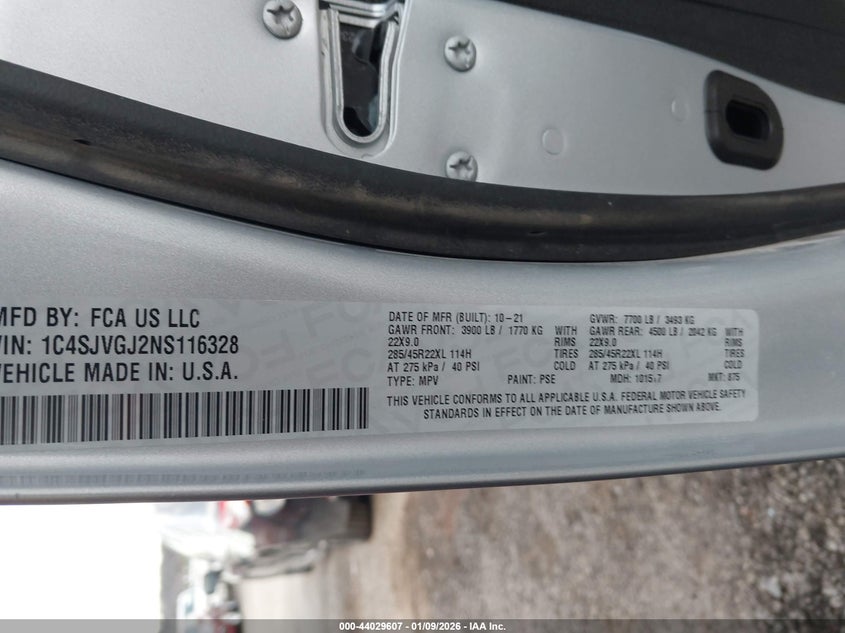 MFD BY: FCA US LLC
VIN: 1C4SJVGJ2NS116328
VEHICLE MADE IN: U.S.A.
DATE OF MFR (BUILT): 10-21 GVWR: 7700 LB / 3493 KG
GAWR FRONT: 3900 LB / 1770 KG WITH GAWR REAR: 4500 LB / 2042 KG WITH
22X9.0 RIMS 22X9.0 RIMS
285/45R22XL 114H 285/45R22XL 114H
AT 275 kPa / 40 PSI COLD AT 275 kPa / 40 PSI COLD
TYPE: MPV PAINT: PSE MDH: MKT: 875
THIS VEHICLE CONFORMS TO ALL APPLICABLE U.S.A. FEDERAL MOTOR VEHICLE SAFETY
STANDARDS IN EFFECT ON THE DATE OF MANUFACTURE SHOWN ABOVE.
000-44029607 - 01/09/2026 - IAA Inc.